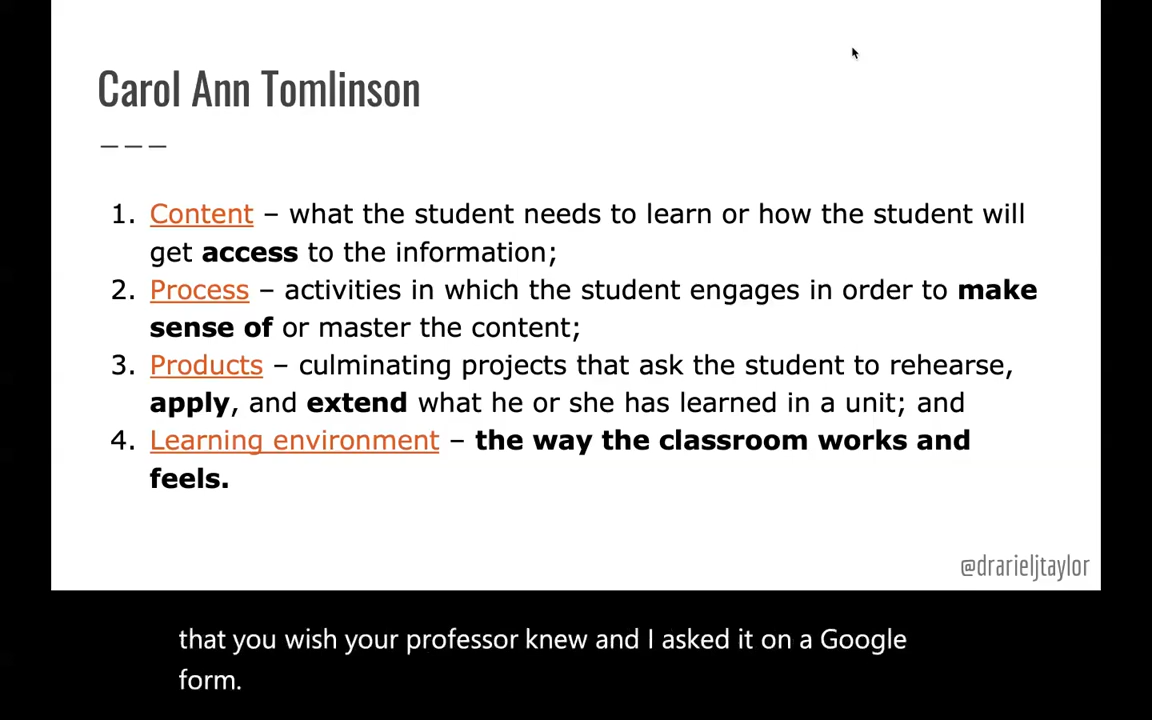 Carol Ann Tomlinson
– – –
1. Content – what the student needs to learn or how the student will
get access to the information;
2. Process – activities in which the student engages in order to make
sense of or master the content;
3. Products – culminating projects that ask the student to rehearse,
apply, and extend what he or she has learned in a unit; and
4. Learning environment – the way the classroom works and
feels.
@drarieljtaylor
that you wish your professor knew and I asked it on a Google
form.